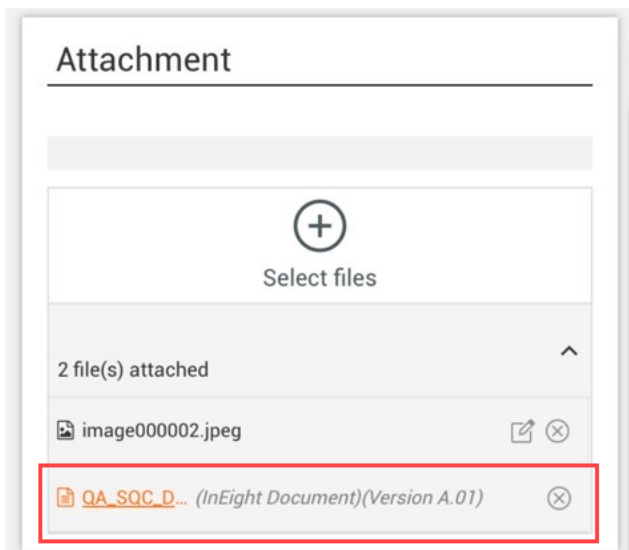 Attachment
Select files
2 file(s) attached
image000002.jpeg
QA_SQC_D... (InEight Document)(Version A.01)